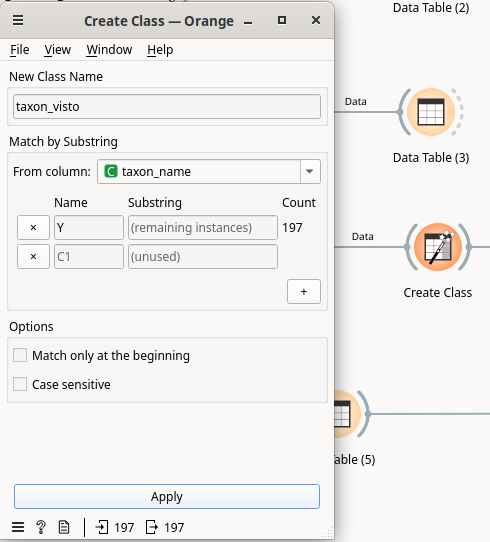 Create Class — Orange
File View Window Help
New Class Name
taxon_visto
Match by Substring
From column: C taxon_name
Name Substring Count
× Y (remaining instances) 197
× C1 (unused)
+
Options
Match only at the beginning
Case sensitive
Apply
? 197 197
Data Table (2)
Data
Data Table (3)
Data
Create Class
Table (5)